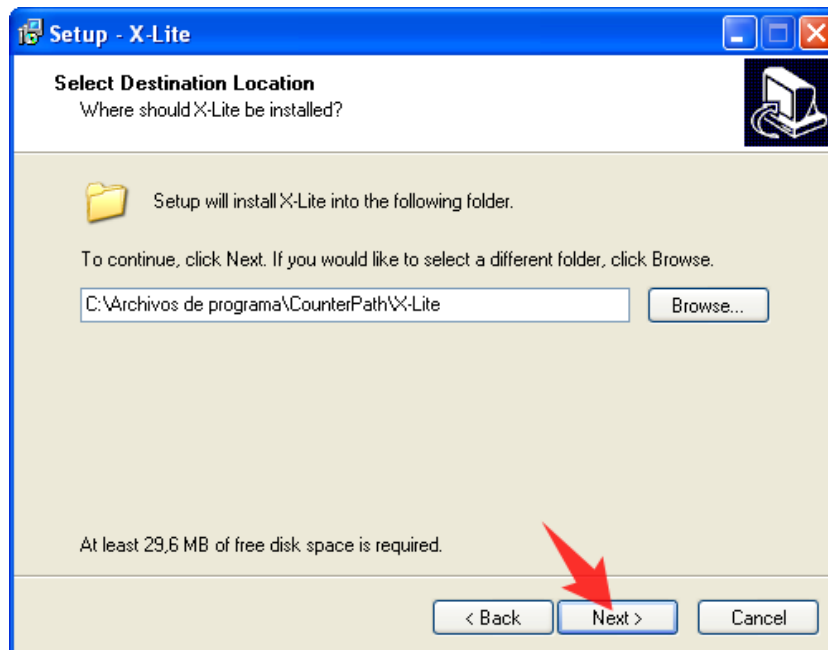 Setup - X-Lite
Select Destination Location
Where should X-Lite be installed?
Setup will install X-Lite into the following folder.
To continue, click Next. If you would like to select a different folder, click Browse.
C:\Archivos de programa\CounterPath\X-Lite
Browse...
At least 29,6 MB of free disk space is required.
< Back
Next >
Cancel